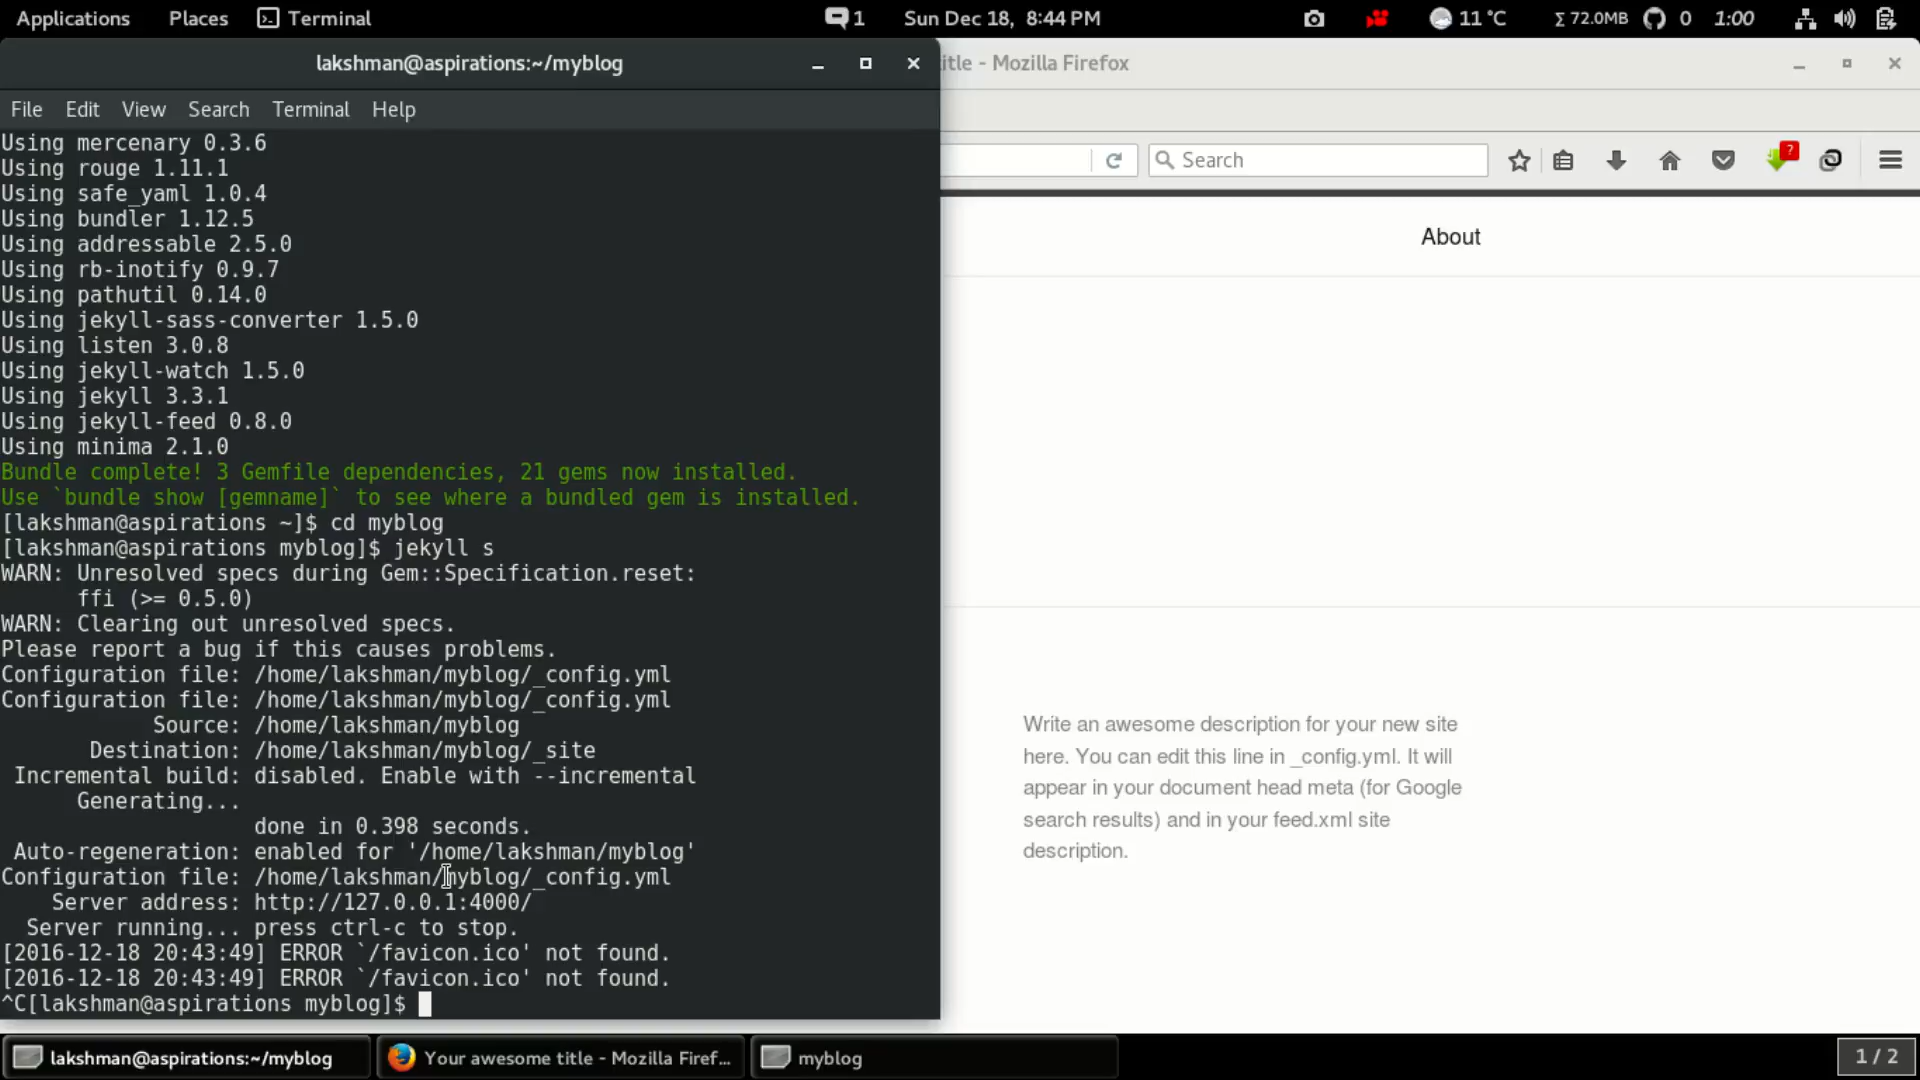 Applications Places Terminal 1 Sun Dec 18, 8:44 PM 11 °C Σ 72.0MB 0 1:00
lakshman@aspirations:~/myblog
itle - Mozilla Firefox
File Edit View Search Terminal Help
Search
?
About
Using mercenary 0.3.6
Using rouge 1.11.1
Using safe_yaml 1.0.4
Using bundler 1.12.5
Using addressable 2.5.0
Using rb-inotify 0.9.7
Using pathutil 0.14.0
Using jekyll-sass-converter 1.5.0
Using listen 3.0.8
Using jekyll-watch 1.5.0
Using jekyll 3.3.1
Using jekyll-feed 0.8.0
Using minima 2.1.0
Bundle complete! 3 Gemfile dependencies, 21 gems now installed.
Use `bundle show [gemname]` to see where a bundled gem is installed.
[lakshman@aspirations ~]$ cd myblog
[lakshman@aspirations myblog]$ jekyll s
WARN: Unresolved specs during Gem::Specification.reset:
ffi (>= 0.5.0)
WARN: Clearing out unresolved specs.
Please report a bug if this causes problems.
Configuration file: /home/lakshman/myblog/_config.yml
Configuration file: /home/lakshman/myblog/_config.yml
Source: /home/lakshman/myblog
Destination: /home/lakshman/myblog/_site
Incremental build: disabled. Enable with --incremental
Generating...
done in 0.398 seconds.
Auto-regeneration: enabled for '/home/lakshman/myblog'
Configuration file: /home/lakshman/myblog/_config.yml
Server address: http://127.0.0.1:4000/
Server running... press ctrl-c to stop.
[2016-12-18 20:43:49] ERROR `/favicon.ico' not found.
[2016-12-18 20:43:49] ERROR `/favicon.ico' not found.
^C[lakshman@aspirations myblog]$
Write an awesome description for your new site
here. You can edit this line in _config.yml. It will
appear in your document head meta (for Google
search results) and in your feed.xml site
description.
lakshman@aspirations:~/myblog Your awesome title - Mozilla Firef... myblog 1 / 2